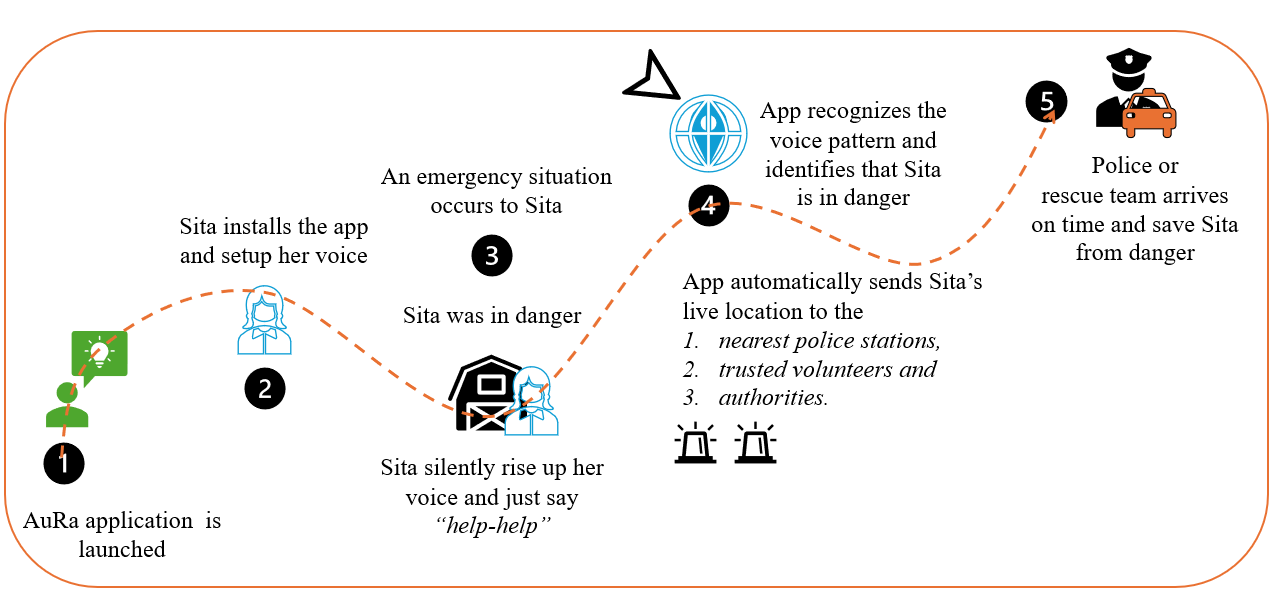 1
AuRa application  is
launched
Sita installs the app
and setup her voice
2
An emergency situation
occurs to Sita
3
Sita was in danger
Sita silently rise up her
voice and just say
“help-help”
App recognizes the
voice pattern and
identifies that Sita
is in danger
4
App automatically sends Sita’s
live location to the
1. nearest police stations,
2. trusted volunteers and
3. authorities.
5
Police or
rescue team arrives
on time and save Sita
from danger